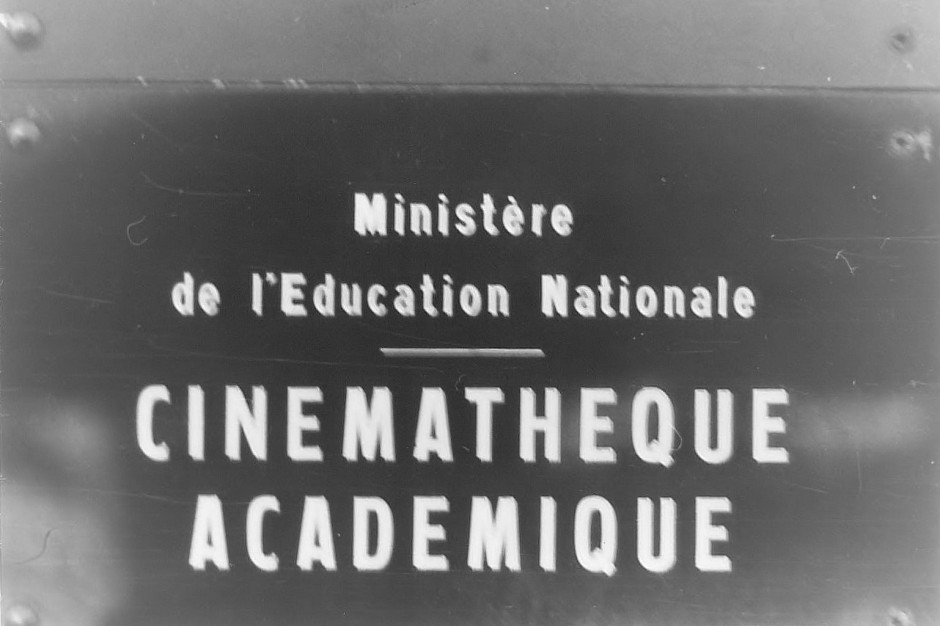 Ministère
de l'Education Nationale
CINEMATHEQUE
ACADEMIQUE